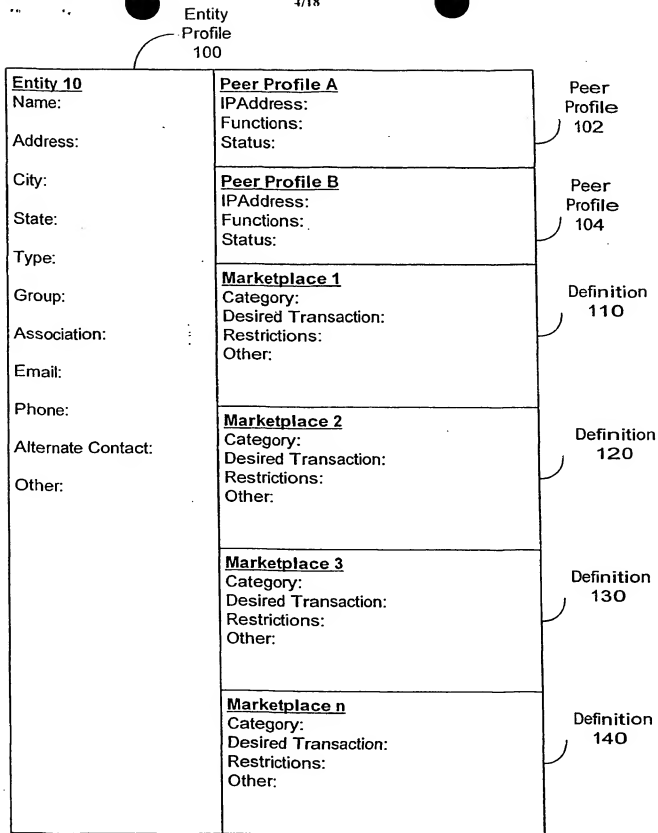 4/18
Entity
Profile
100
Entity 10
Name:
Address:
City:
State:
Type:
Group:
Association:
Email:
Phone:
Alternate Contact:
Other:
Peer Profile A
IPAddress:
Functions:
Status:
Peer
Profile
102
Peer Profile B
IPAddress:
Functions:
Status:
Peer
Profile
104
Marketplace 1
Category:
Desired Transaction:
Restrictions:
Other:
Definition
110
Marketplace 2
Category:
Desired Transaction:
Restrictions:
Other:
Definition
120
Marketplace 3
Category:
Desired Transaction:
Restrictions:
Other:
Definition
130
Marketplace n
Category:
Desired Transaction:
Restrictions:
Other:
Definition
140